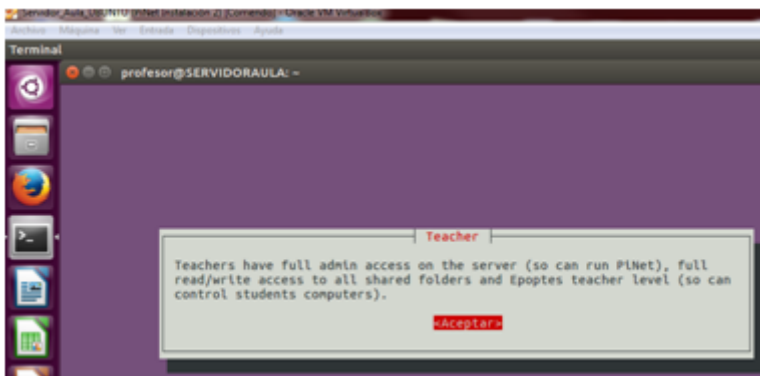 Servidor_Aula_UBUNTU (PiNet Instalación 2) [Corriendo] - Oracle VM VirtualBox
Archivo Máquina Ver Entrada Dispositivos Ayuda
Terminal
profesor@SERVIDORAULA: ~
Teacher
Teachers have full admin access on the server (so can run PiNet), full
read/write access to all shared folders and Epoptes teacher level (so can
control students computers).
<Aceptar>